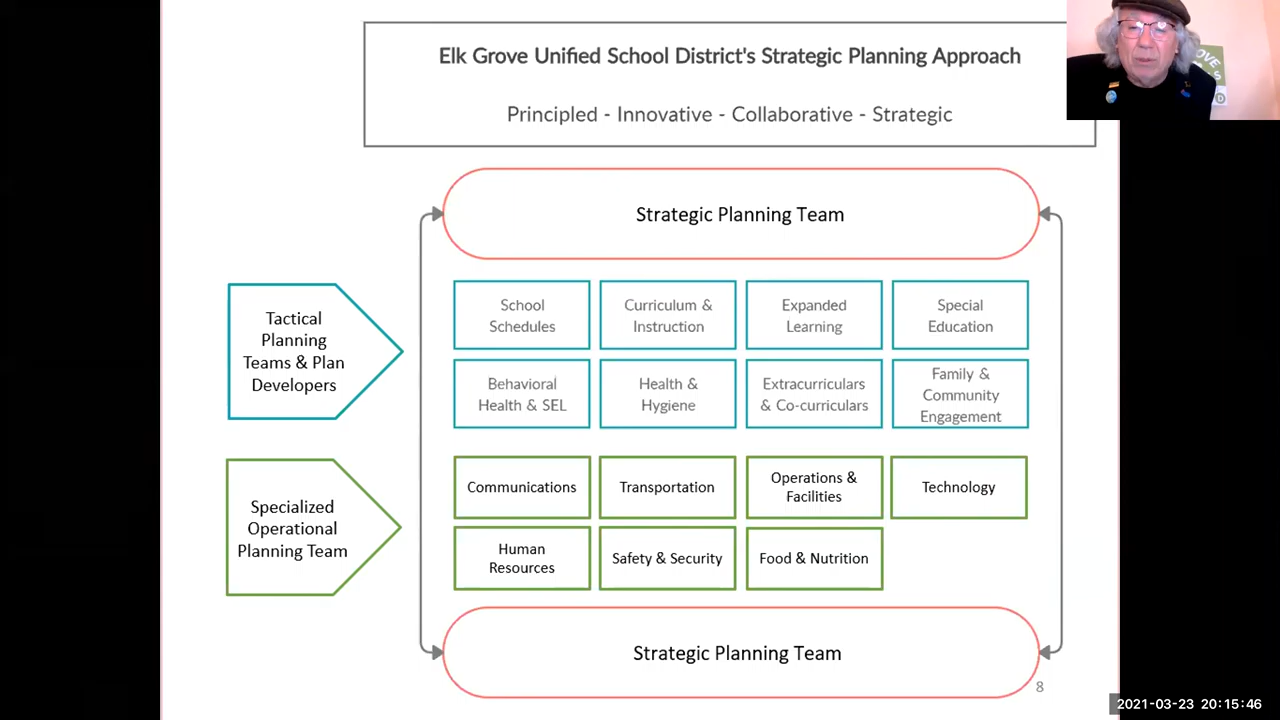 Elk Grove Unified School District's Strategic Planning Approach
Principled - Innovative - Collaborative - Strategic
Strategic Planning Team
Tactical
Planning
Teams & Plan
Developers
School
Schedules
Curriculum &
Instruction
Expanded
Learning
Special
Education
Behavioral
Health & SEL
Health &
Hygiene
Extracurriculars
& Co-curriculars
Family &
Community
Engagement
Specialized
Operational
Planning Team
Communications
Transportation
Operations &
Facilities
Technology
Human
Resources
Safety & Security
Food & Nutrition
Strategic Planning Team
8
2021-03-23 20:15:46